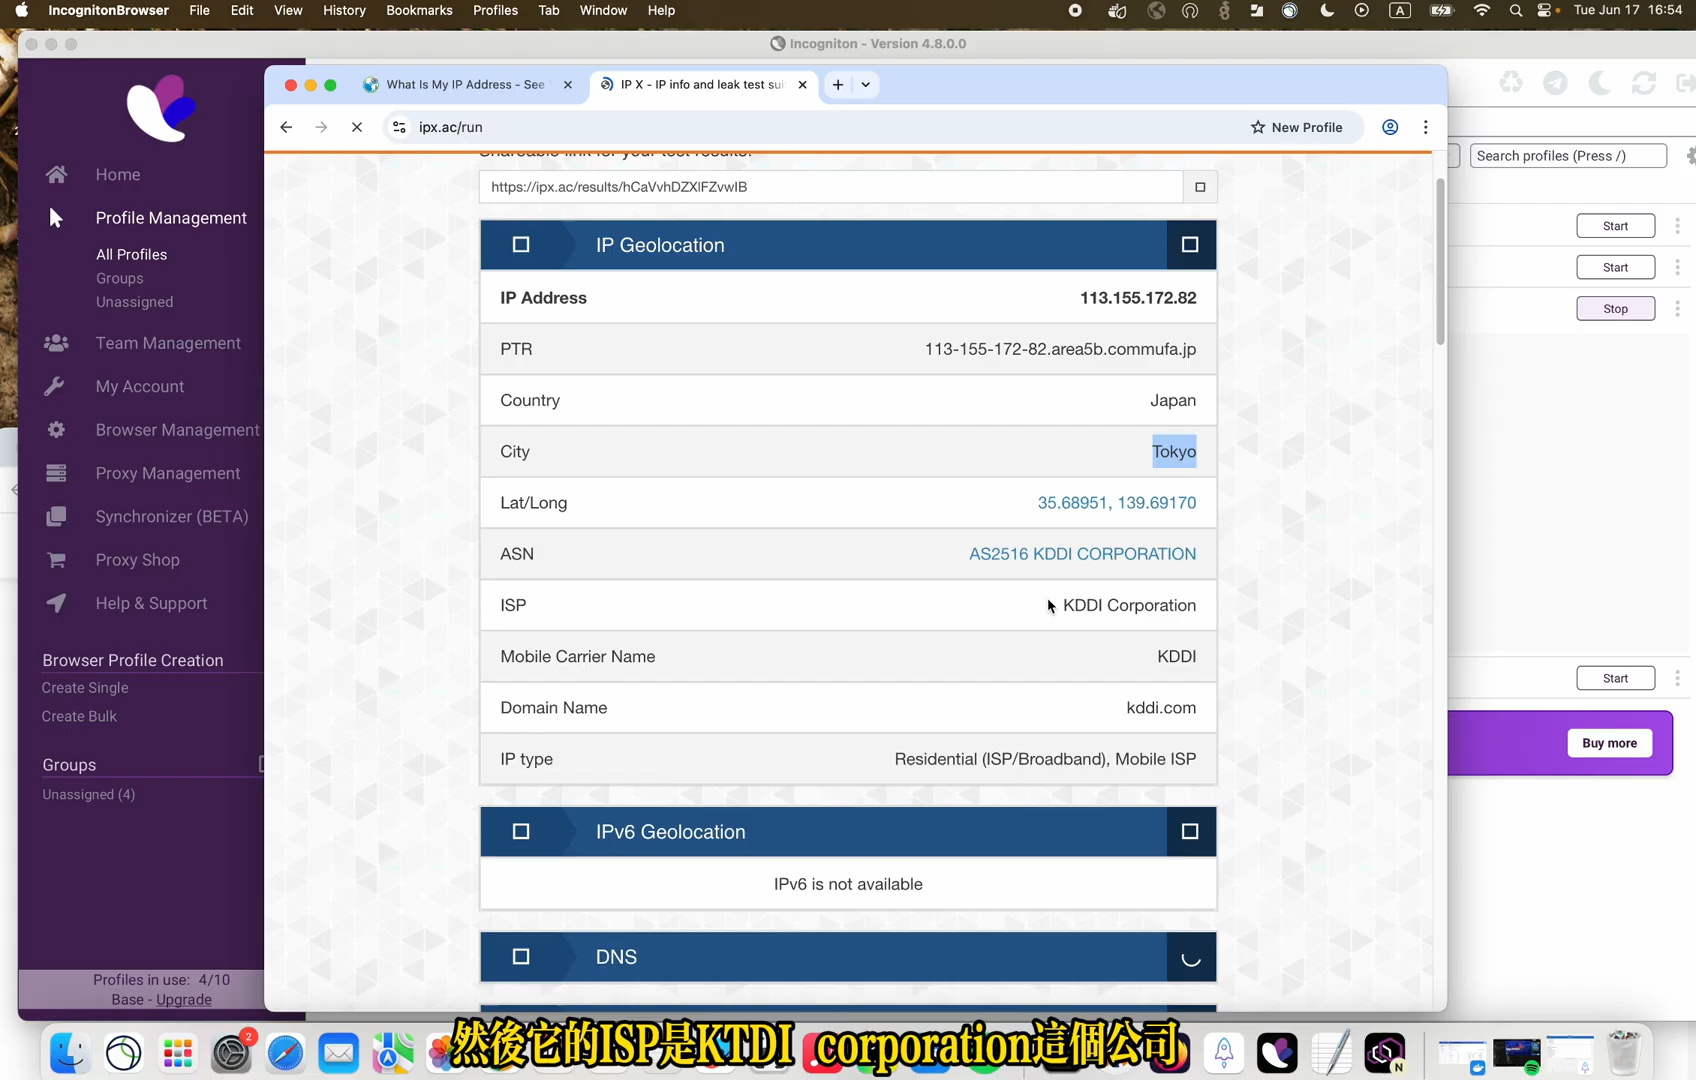 IncognitonBrowser File Edit View History Bookmarks Profiles Tab Window Help A Tue Jun 17 16:54
Incogniton - Version 4.8.0.0
What Is My IP Address - See
IP X - IP info and leak test sui
ipx.ac/run
New Profile
Search profiles (Press /)
Shareable link for your test results:
https://ipx.ac/results/hCaVvhDZXlFZvwIB
Home
Profile Management
All Profiles
Groups
Unassigned
Team Management
My Account
Browser Management
Proxy Management
Synchronizer (BETA)
Proxy Shop
Help & Support
Browser Profile Creation
Create Single
Create Bulk
Groups
Unassigned (4)
Profiles in use: 4/10
Base - Upgrade
IP Geolocation
IP Address 113.155.172.82
PTR 113-155-172-82.area5b.commufa.jp
Country Japan
City Tokyo
Lat/Long 35.68951, 139.69170
ASN AS2516 KDDI CORPORATION
ISP KDDI Corporation
Mobile Carrier Name KDDI
Domain Name kddi.com
IP type Residential (ISP/Broadband), Mobile ISP
IPv6 Geolocation
IPv6 is not available
DNS
Start
Start
Stop
Start
Buy more
2
N
然後它的ISP是KTDI corporation這個公司